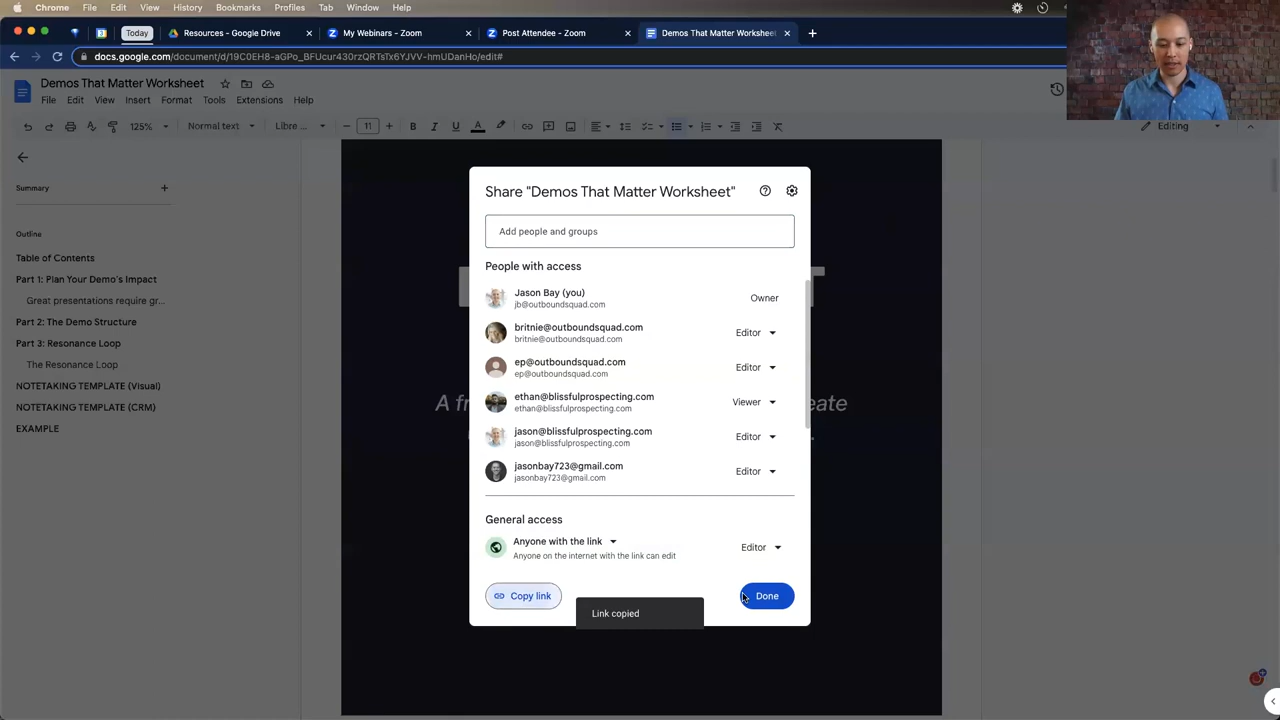 Chrome File Edit View History Bookmarks Profiles Tab Window Help
Today Resources - Google Drive My Webinars - Zoom Post Attendee - Zoom Demos That Matter Worksheet
docs.google.com/document/d/19C0EH8-aGPo_BFUcur430rzQRTsTx6YJVV-hmUDanHo/edit#
Demos That Matter Worksheet
File Edit View Insert Format Tools Extensions Help
125% Normal text Libre ... 11 Editing
Summary
Outline
Table of Contents
Part 1: Plan Your Demo's Impact
Great presentations require gr...
Part 2: The Demo Structure
Part 3: Resonance Loop
The Resonance Loop
NOTETAKING TEMPLATE (Visual)
NOTETAKING TEMPLATE (CRM)
EXAMPLE
Share "Demos That Matter Worksheet"
Add people and groups
People with access
Jason Bay (you)
jb@outboundsquad.com
Owner
britnie@outboundsquad.com
britnie@outboundsquad.com
Editor
ep@outboundsquad.com
ep@outboundsquad.com
Editor
ethan@blissfulprospecting.com
ethan@blissfulprospecting.com
Viewer
jason@blissfulprospecting.com
jason@blissfulprospecting.com
Editor
jasonbay723@gmail.com
jasonbay723@gmail.com
Editor
General access
Anyone with the link
Anyone on the internet with the link can edit
Editor
Copy link
Link copied
Done